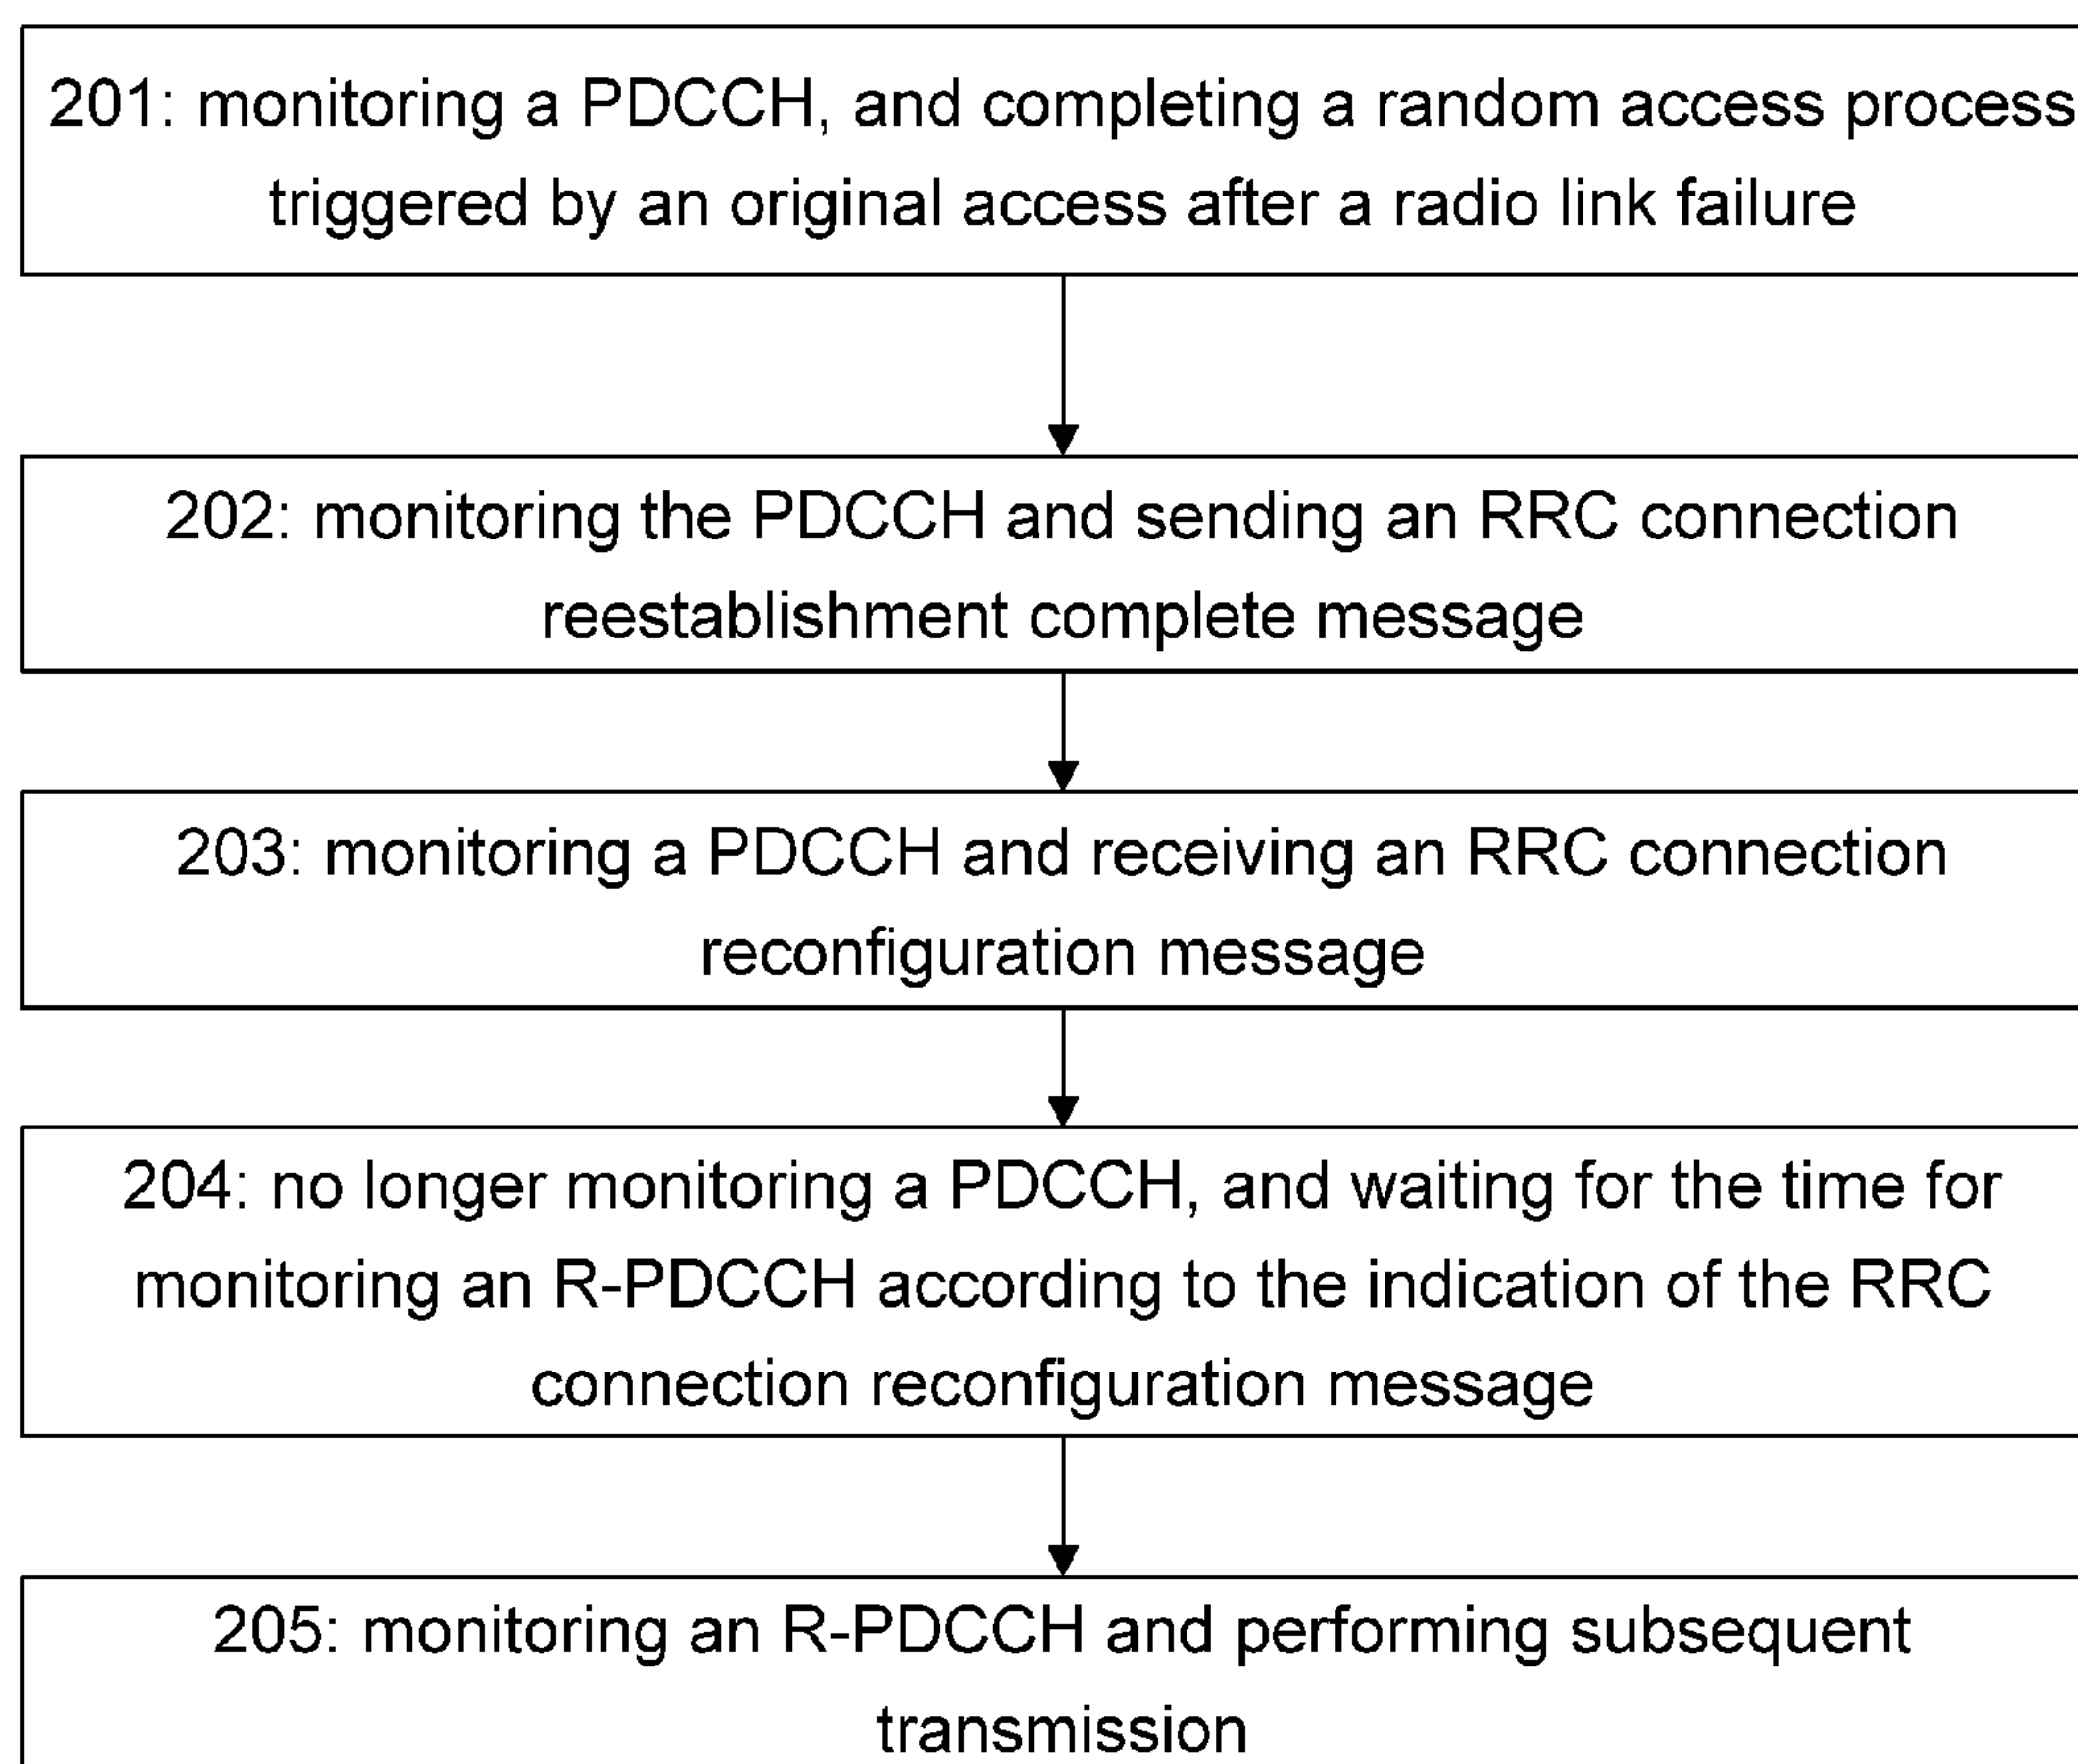 201: monitoring a PDCCH, and completing a random access process
triggered by an original access after a radio link failure
202: monitoring the PDCCH and sending an RRC connection
reestablishment complete message
203: monitoring a PDCCH and receiving an RRC connection
reconfiguration message
204: no longer monitoring a PDCCH, and waiting for the time for
monitoring an R-PDCCH according to the indication of the RRC
connection reconfiguration message
205: monitoring an R-PDCCH and performing subsequent
transmission